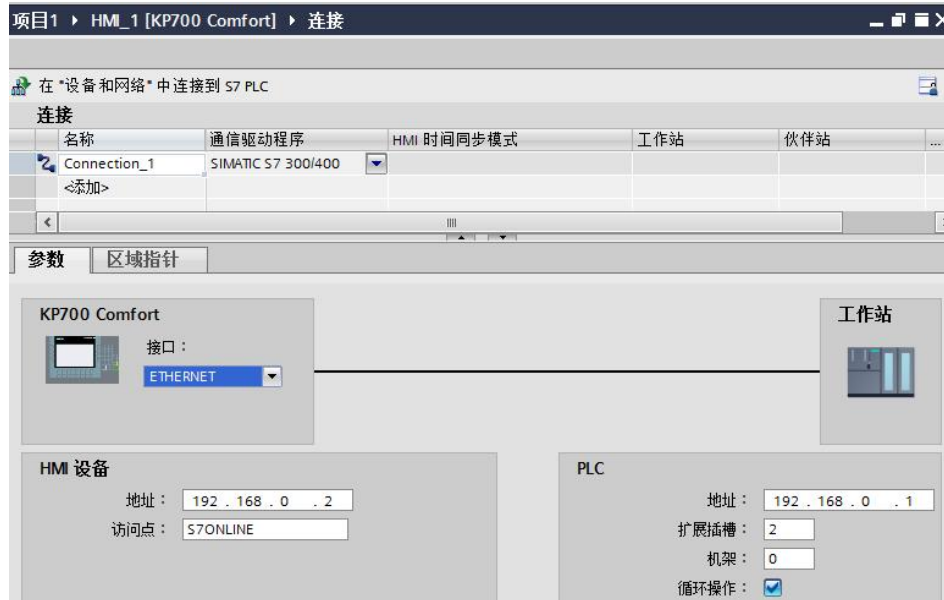 项目1 ▸ HMI_1 [KP700 Comfort] ▸ 连接
在 "设备和网络" 中连接到 S7 PLC
连接
名称 通信驱动程序 HMI 时间同步模式 工作站 伙伴站 ...
Connection_1 SIMATIC S7 300/400
<添加>
参数 区域指针
KP700 Comfort 工作站
接口：
ETHERNET
HMI 设备 PLC
地址： 192 . 168 . 0 . 2 地址： 192 . 168 . 0 . 1
访问点： S7ONLINE 扩展插槽： 2
机架： 0
循环操作：